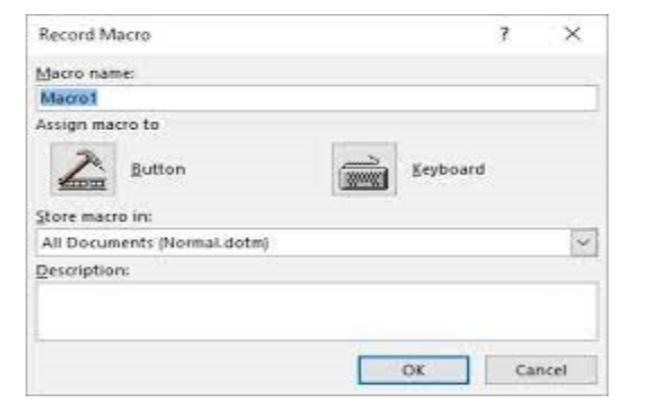 Record Macro ? ×
Macro name:
Macro1
Assign macro to
Button Keyboard
Store macro in:
All Documents (Normal.dotm)
Description:
OK Cancel